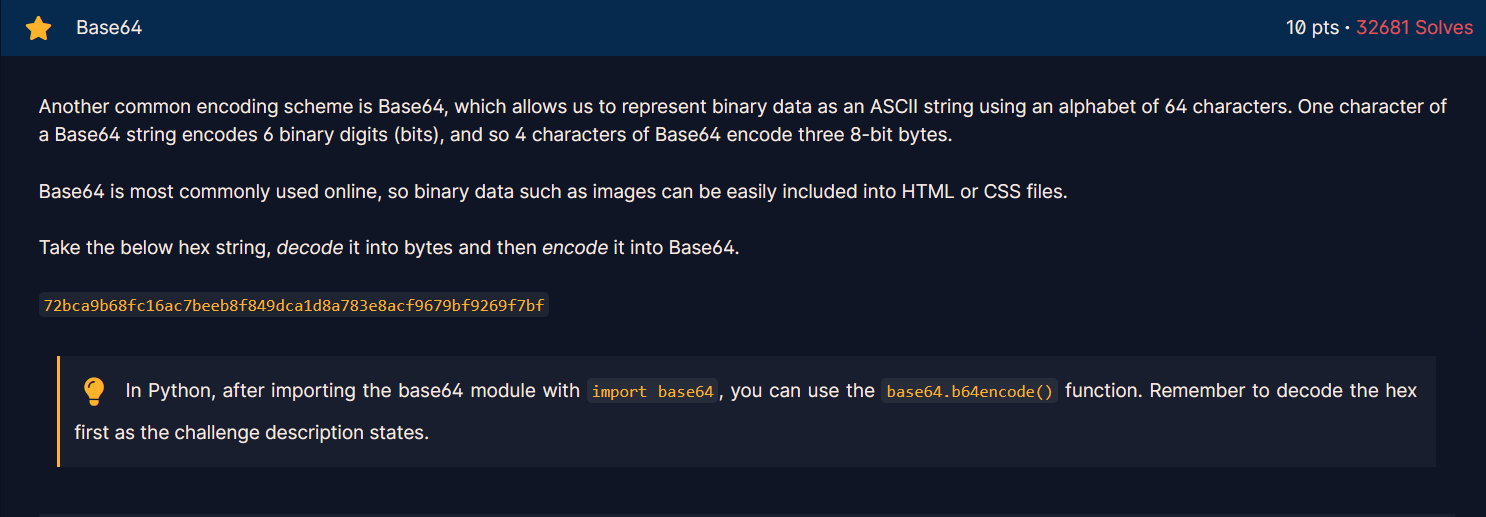 Base64
10 pts · 32681 Solves
Another common encoding scheme is Base64, which allows us to represent binary data as an ASCII string using an alphabet of 64 characters. One character of
a Base64 string encodes 6 binary digits (bits), and so 4 characters of Base64 encode three 8-bit bytes.
Base64 is most commonly used online, so binary data such as images can be easily included into HTML or CSS files.
Take the below hex string, decode it into bytes and then encode it into Base64.
72bca9b68fc16ac7beeb8f849dca1d8a783e8acf9679bf9269f7bf
In Python, after importing the base64 module with import base64, you can use the base64.b64encode() function. Remember to decode the hex
first as the challenge description states.